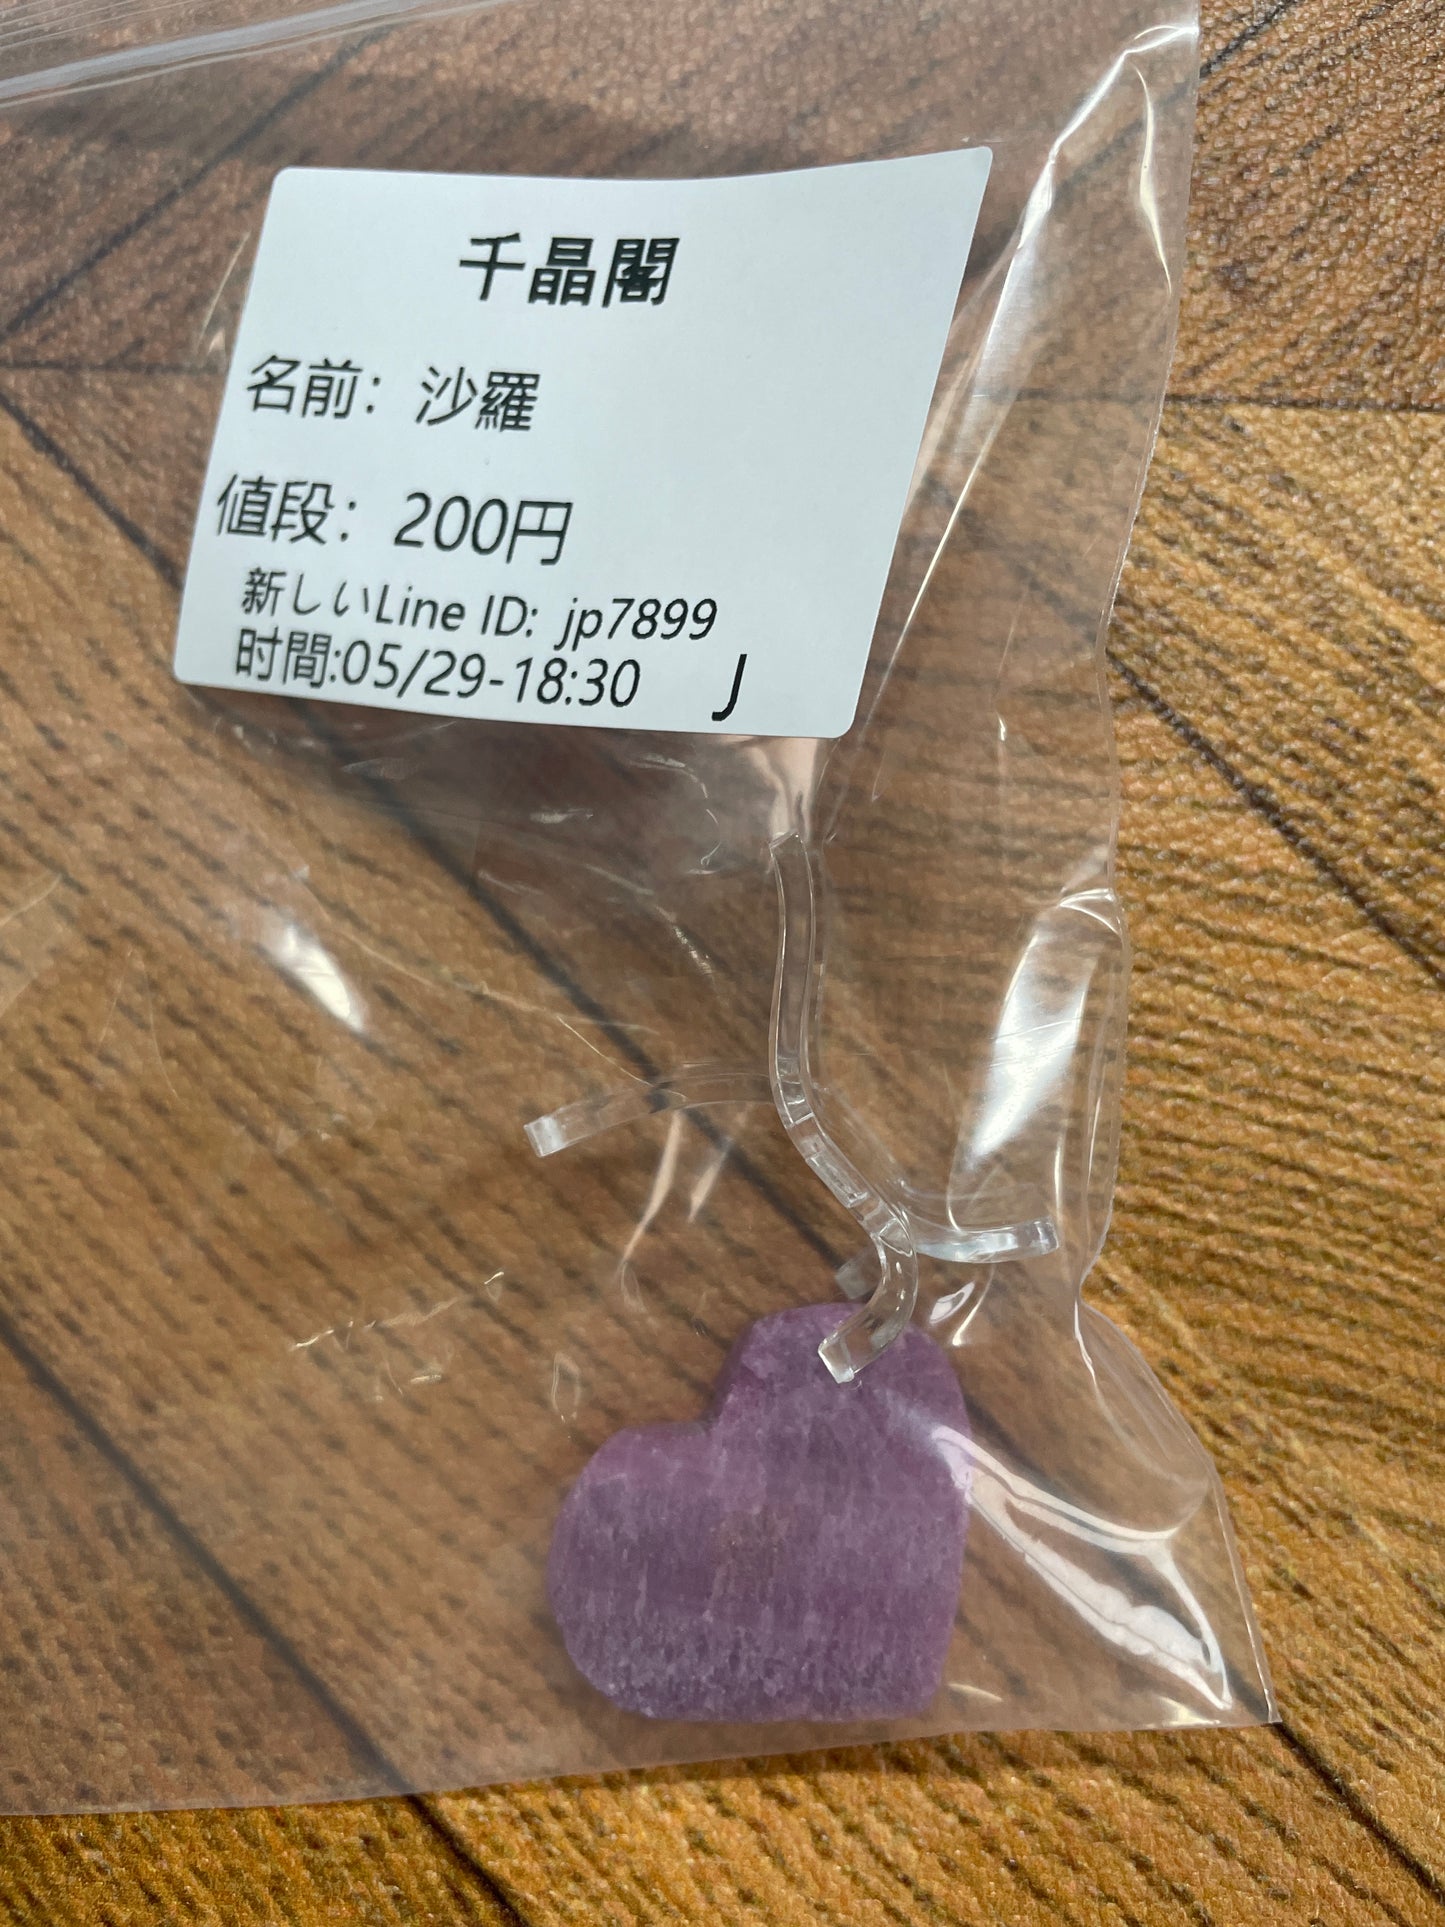 千晶閣
名前：沙羅
値段：200円
新しいLine ID: jp7899
时間:05/29-18:30 J